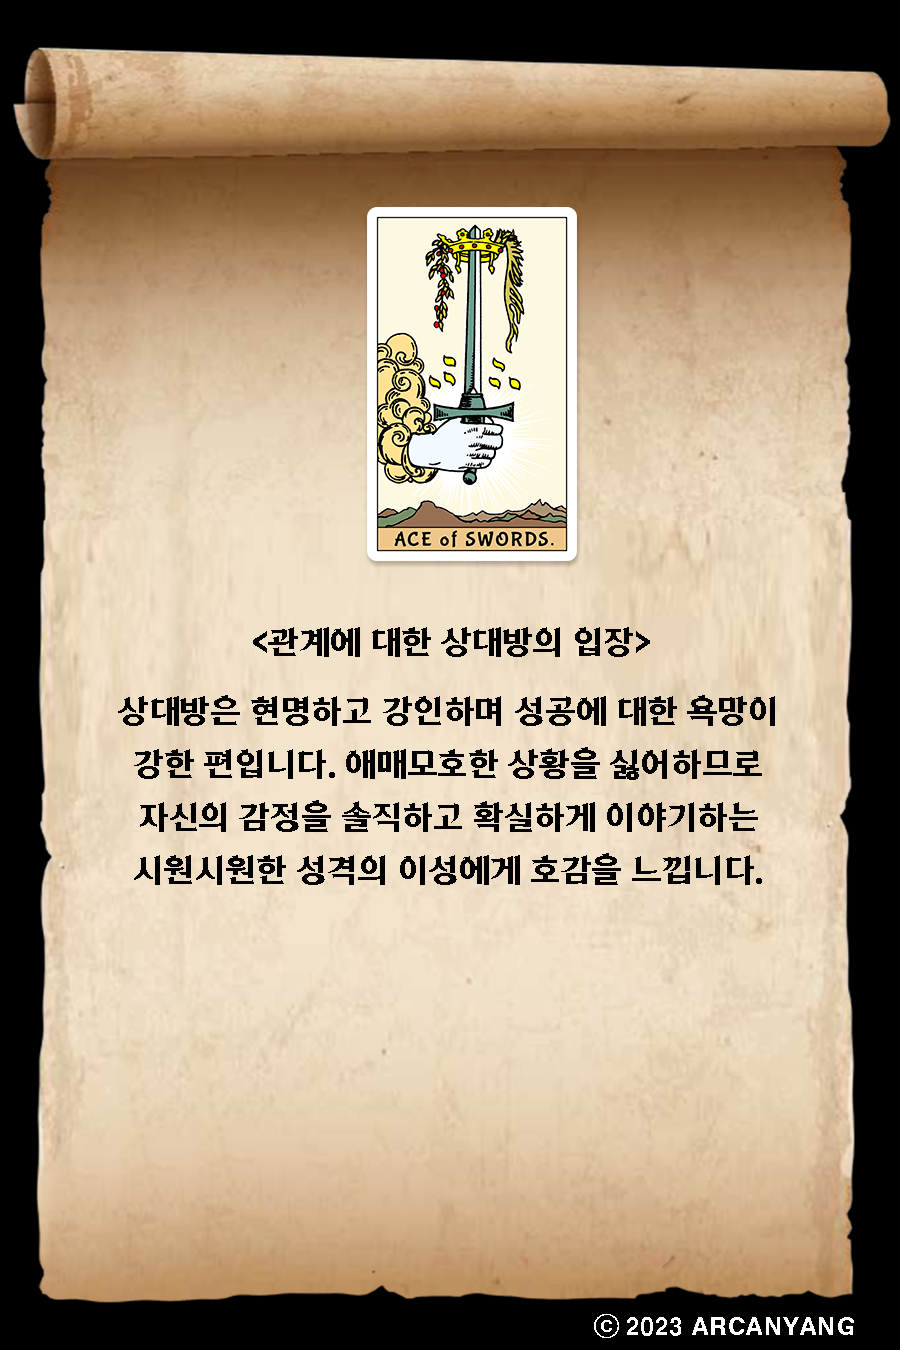 ACE of SWORDS.
<관계에 대한 상대방의 입장>
상대방은 현명하고 강인하며 성공에 대한 욕망이
강한 편입니다. 애매모호한 상황을 싫어하므로
자신의 감정을 솔직하고 확실하게 이야기하는
시원시원한 성격의 이성에게 호감을 느낍니다.
ⓒ 2023 ARCANYANG